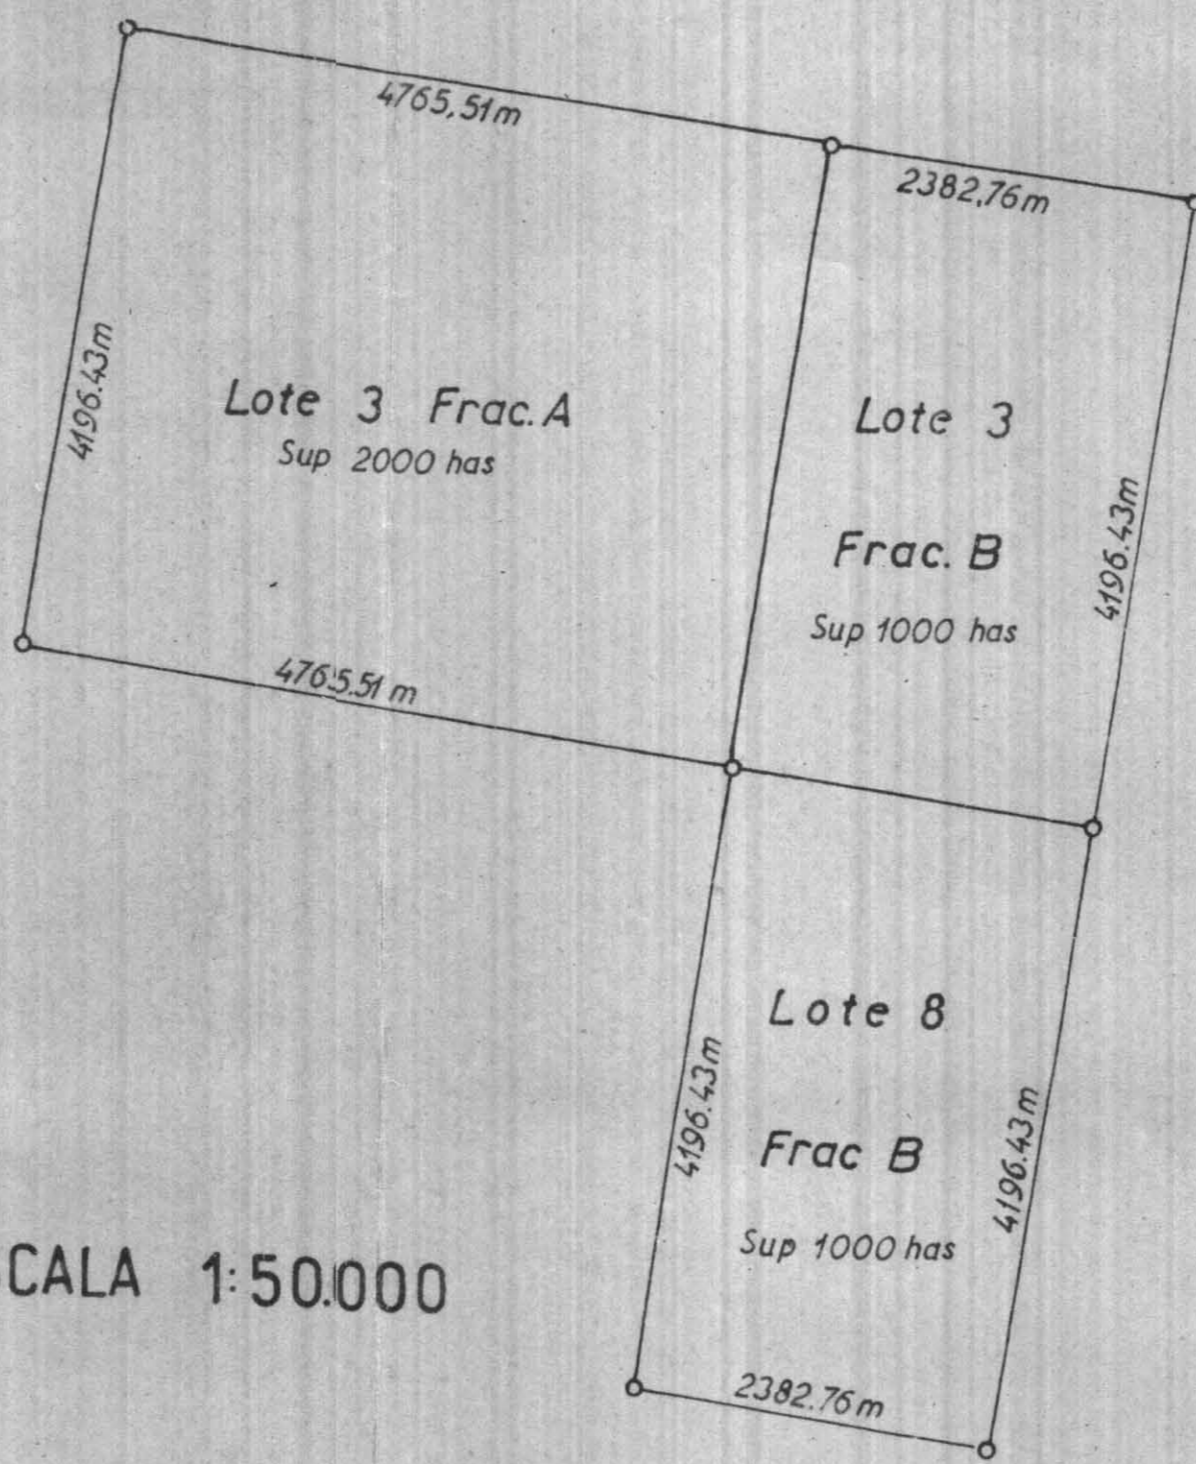 4765,51m
2382,76m
4196.43m
Lote 3 Frac. A
Sup 2000 has
Lote 3
Frac. B
Sup 1000 has
4196.43m
4765.51 m
Lote 8
Frac B
Sup 1000 has
4196.43m
4196.43m
CALA 1:50.000
2382.76m